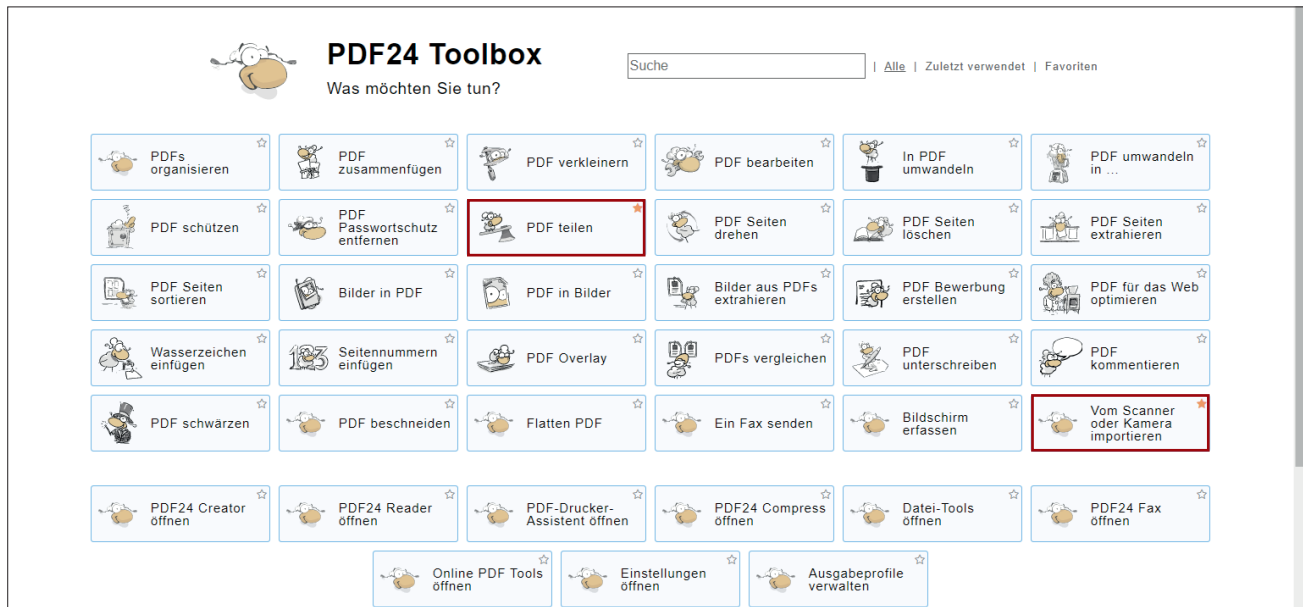 PDF24 Toolbox
Was möchten Sie tun?
Suche
| Alle | Zuletzt verwendet | Favoriten
PDFs
organisieren
PDF
zusammenfügen
PDF verkleinern
PDF bearbeiten
In PDF
umwandeln
PDF umwandeln
in ...
PDF schützen
PDF
Passwortschutz
entfernen
PDF teilen
PDF Seiten
drehen
PDF Seiten
löschen
PDF Seiten
extrahieren
PDF Seiten
sortieren
Bilder in PDF
PDF in Bilder
Bilder aus PDFs
extrahieren
PDF Bewerbung
erstellen
PDF für das Web
optimieren
Wasserzeichen
einfügen
123
Seitennummern
einfügen
PDF Overlay
PDFs vergleichen
PDF
unterschreiben
PDF
kommentieren
PDF schwärzen
PDF beschneiden
Flatten PDF
Ein Fax senden
Bildschirm
erfassen
Vom Scanner
oder Kamera
importieren
PDF24 Creator
öffnen
PDF24 Reader
öffnen
PDF-Drucker-
Assistent öffnen
PDF24 Compress
öffnen
Datei-Tools
öffnen
PDF24 Fax
öffnen
Online PDF Tools
öffnen
Einstellungen
öffnen
Ausgabeprofile
verwalten